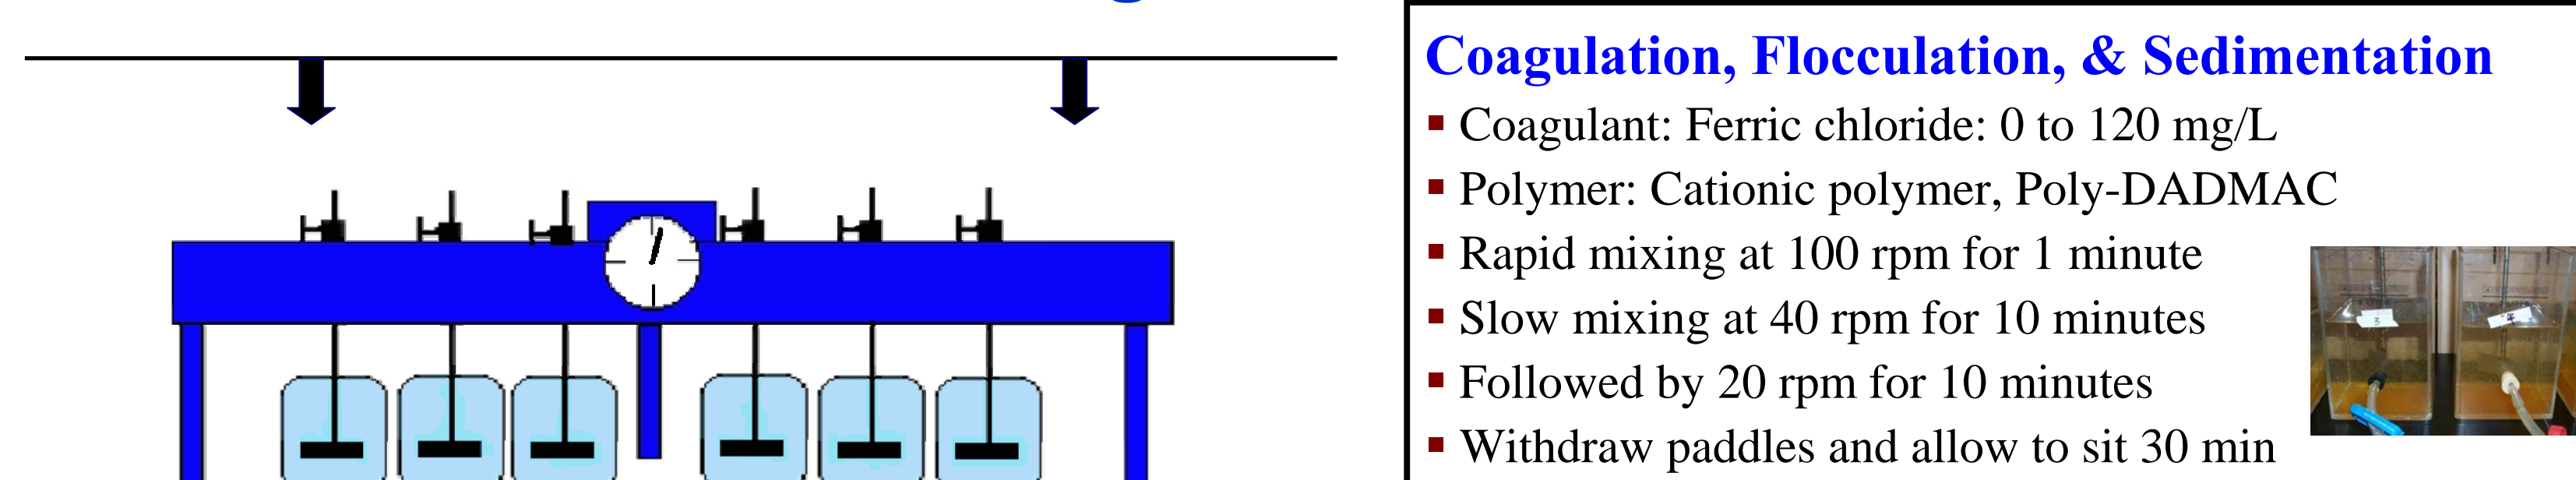 Coagulation, Flocculation, & Sedimentation
▪ Coagulant: Ferric chloride: 0 to 120 mg/L
▪ Polymer: Cationic polymer, Poly-DADMAC
▪ Rapid mixing at 100 rpm for 1 minute
▪ Slow mixing at 40 rpm for 10 minutes
▪ Followed by 20 rpm for 10 minutes
▪ Withdraw paddles and allow to sit 30 min
3
4